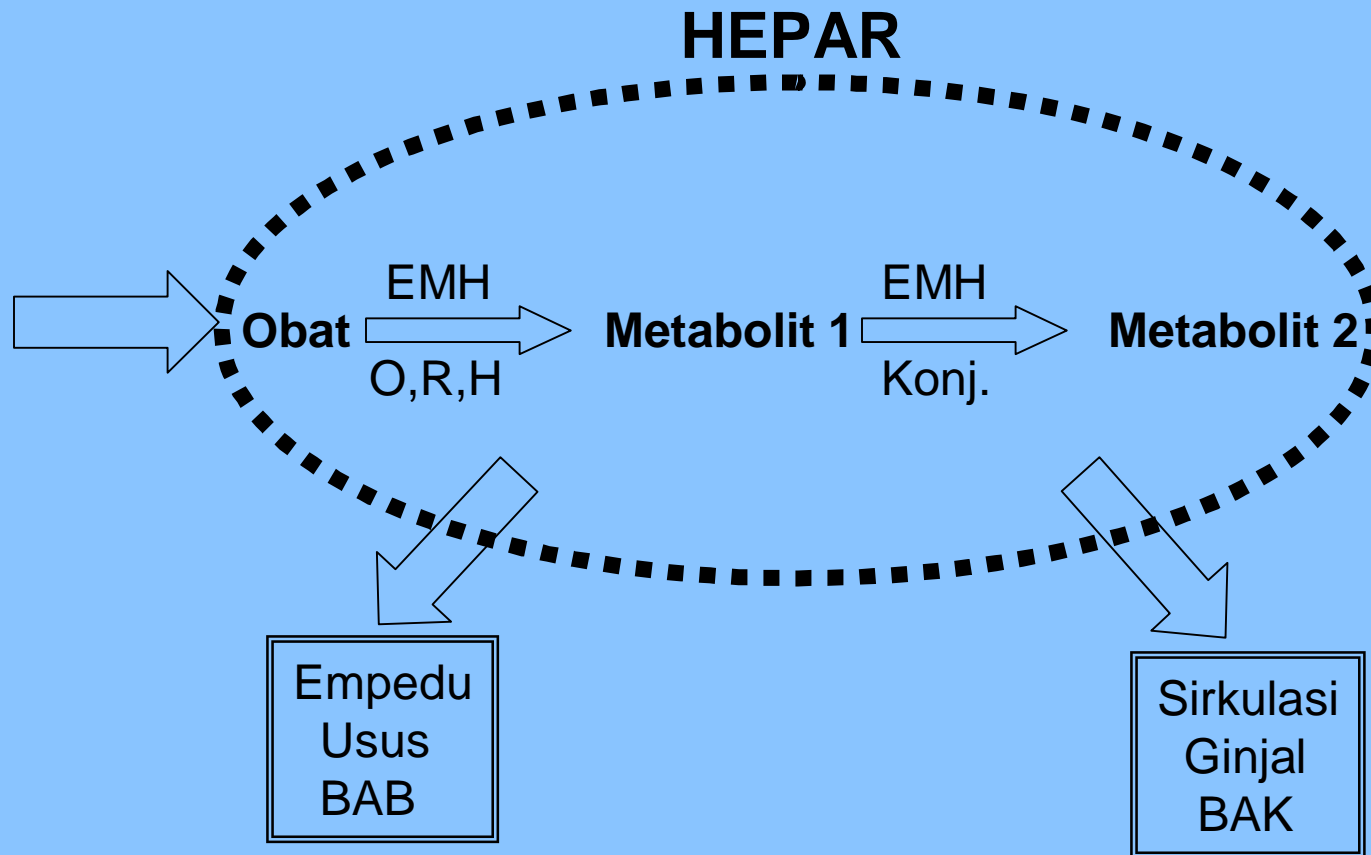 HEPAR
EMH
EMH
Obat
Metabolit 1
Metabolit 2
O,R,H
Konj.
Empedu
Usus
BAB
Sirkulasi
Ginjal
BAK